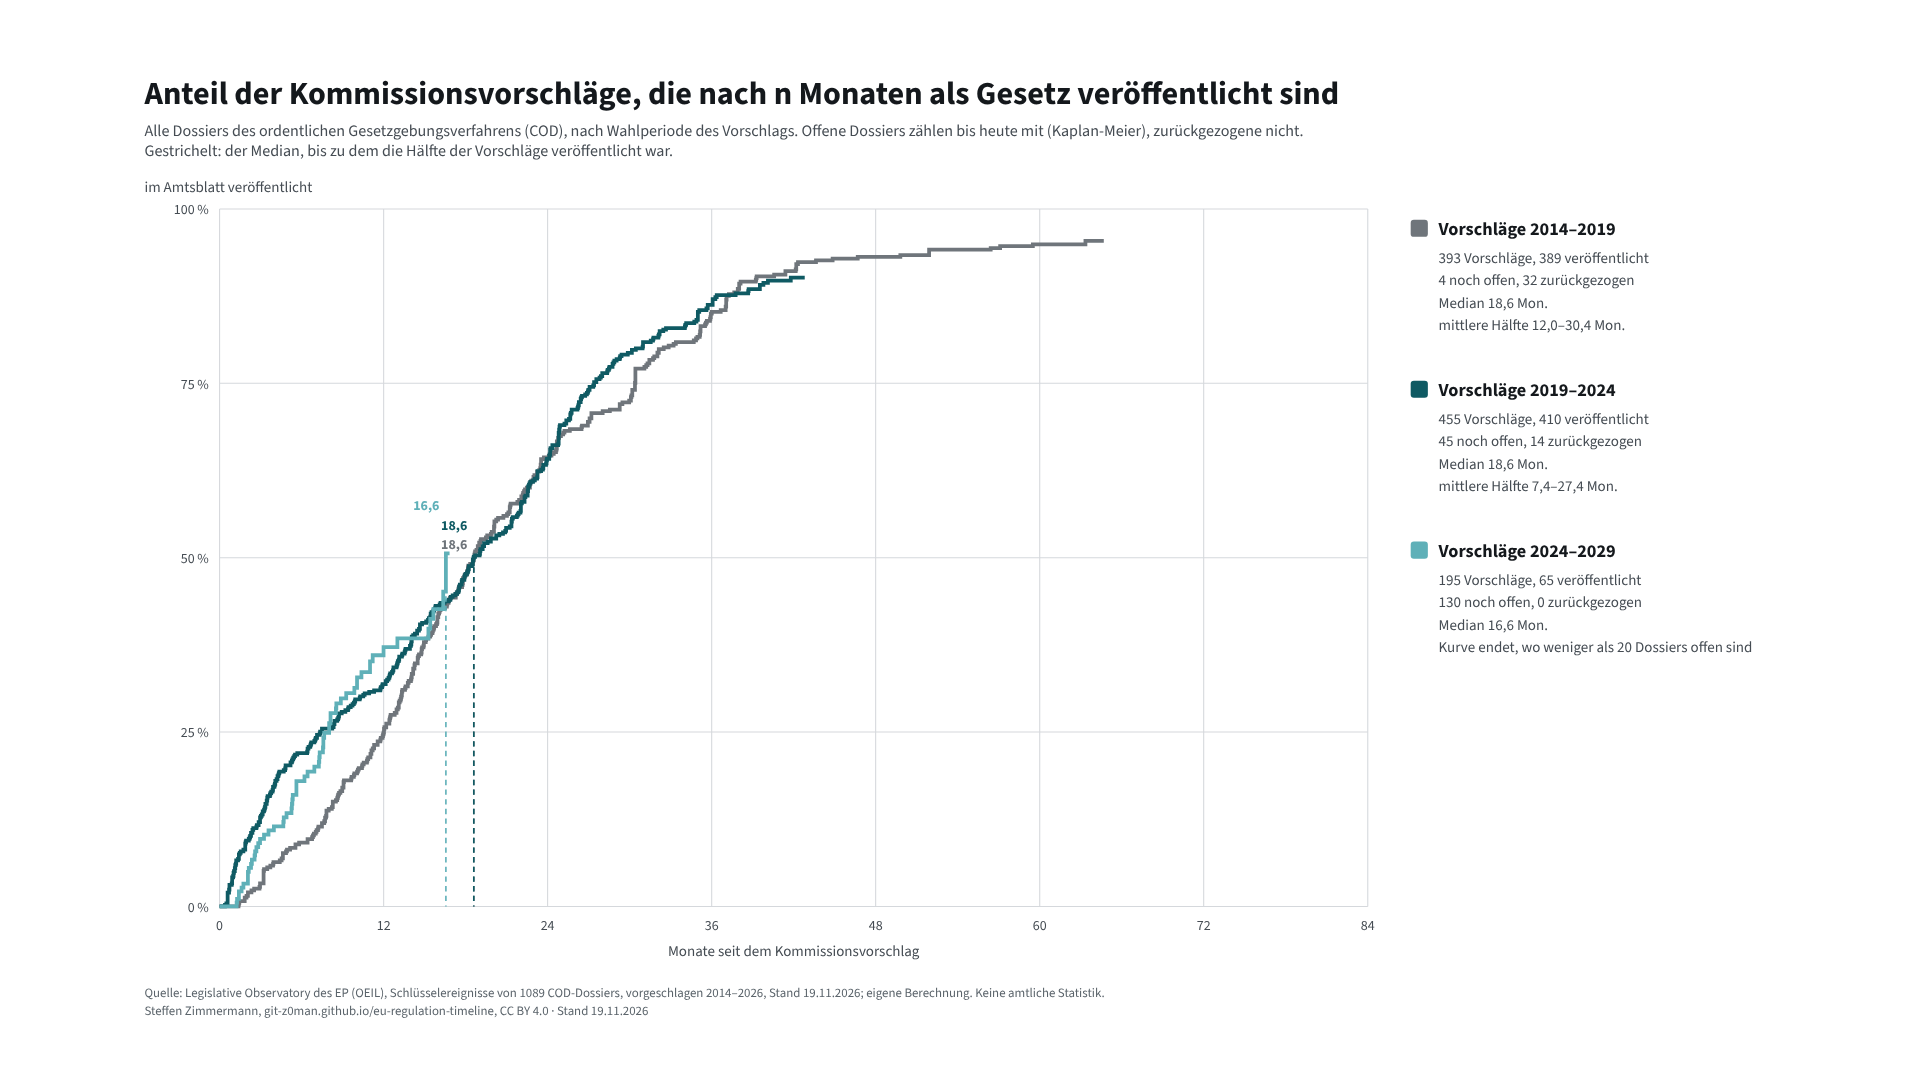 Anteil der Kommissionsvorschläge, die nach n Monaten als Gesetz veröffentlicht sind
Alle Dossiers des ordentlichen Gesetzgebungsverfahrens (COD), nach Wahlperiode des Vorschlags. Offene Dossiers zählen bis heute mit (Kaplan-Meier), zurückgezogene nicht.
Gestrichelt: der Median, bis zu dem die Hälfte der Vorschläge veröffentlicht war.
im Amtsblatt veröffentlicht
100 %
75 %
50 %
25 %
0 %
16,6
18,6
18,6
0
12
24
36
48
60
72
84
Monate seit dem Kommissionsvorschlag
Vorschläge 2014–2019
393 Vorschläge, 389 veröffentlicht
4 noch offen, 32 zurückgezogen
Median 18,6 Mon.
mittlere Hälfte 12,0–30,4 Mon.
Vorschläge 2019–2024
455 Vorschläge, 410 veröffentlicht
45 noch offen, 14 zurückgezogen
Median 18,6 Mon.
mittlere Hälfte 7,4–27,4 Mon.
Vorschläge 2024–2029
195 Vorschläge, 65 veröffentlicht
130 noch offen, 0 zurückgezogen
Median 16,6 Mon.
Kurve endet, wo weniger als 20 Dossiers offen sind
Quelle: Legislative Observatory des EP (OEIL), Schlüsselereignisse von 1089 COD-Dossiers, vorgeschlagen 2014–2026, Stand 19.11.2026; eigene Berechnung. Keine amtliche Statistik.
Steffen Zimmermann, git-z0man.github.io/eu-regulation-timeline, CC BY 4.0 · Stand 19.11.2026